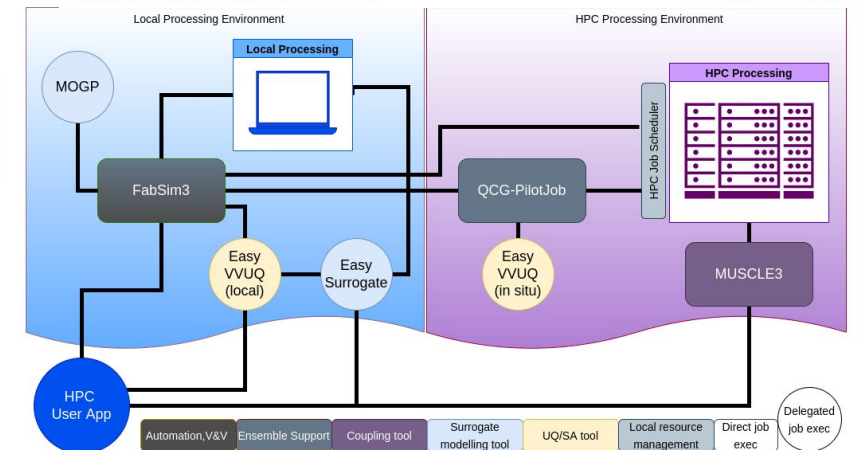 Local Processing Environment
HPC Processing Environment
Local Processing
MOGP
HPC Processing
HPC Job Scheduler
FabSim3
QCG-PilotJob
Easy
VVUQ
(local)
Easy
Surrogate
Easy
VVUQ
(in situ)
MUSCLE3
HPC
User App
Automation,V&V
Ensemble Support
Coupling tool
Surrogate
modelling tool
UQ/SA tool
Local resource
management
Direct job
exec
Delegated
job exec